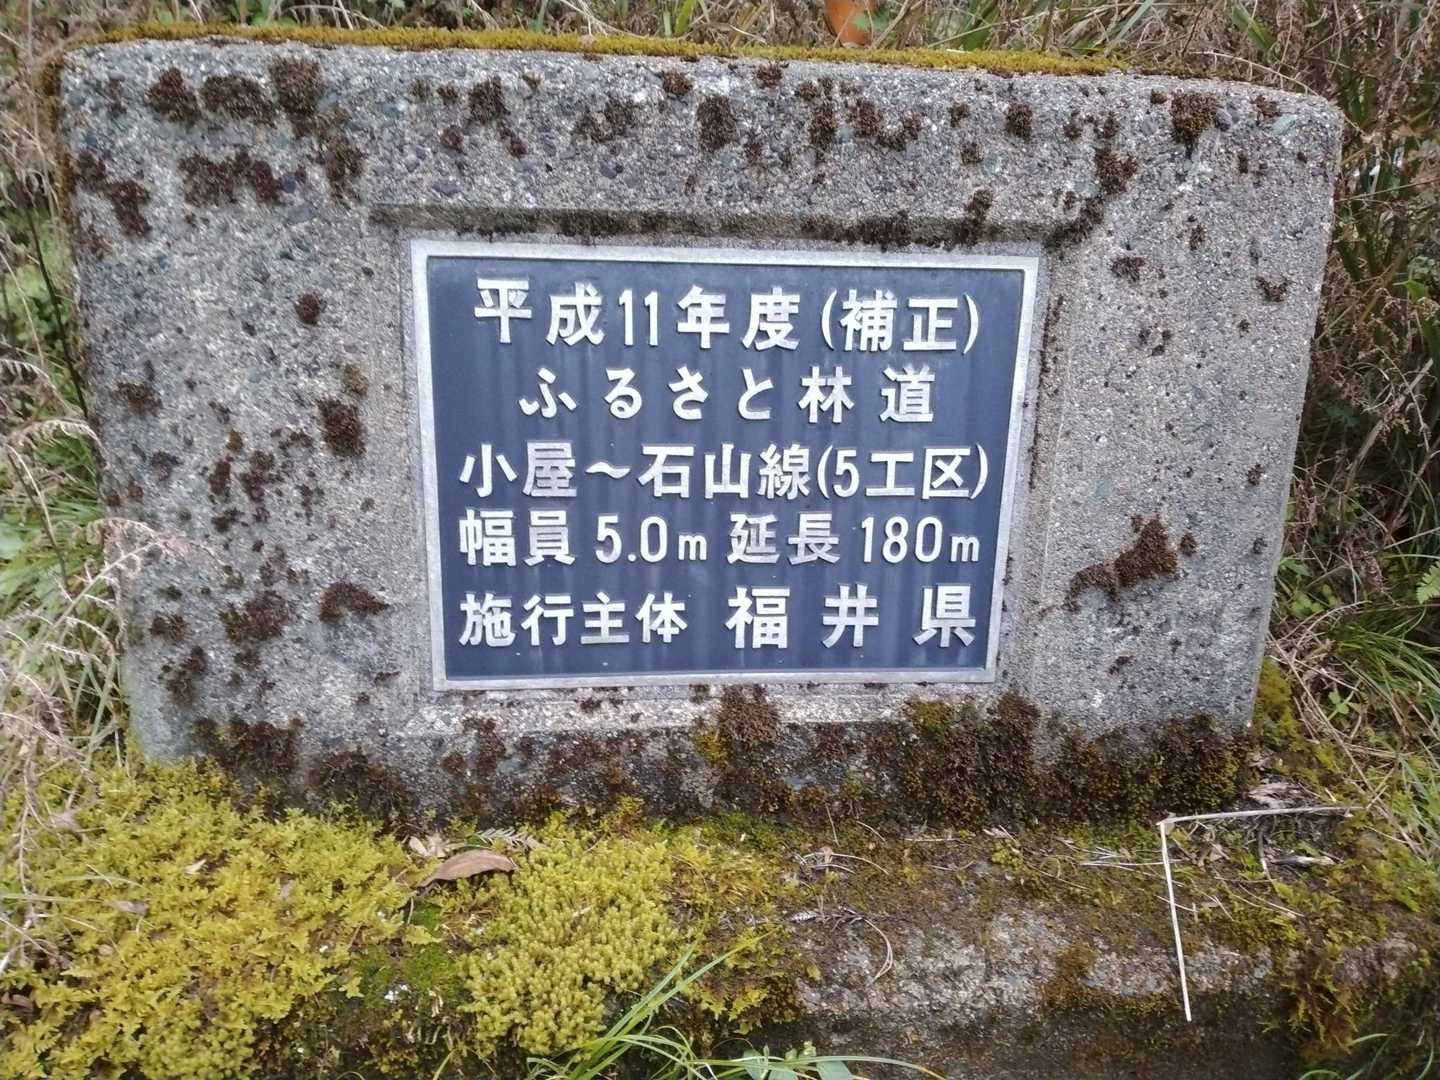 平成11年度(補正)
ふるさと林道
小屋～石山線(5工区)
幅員 5.0m 延長 180m
施行主体 福井県